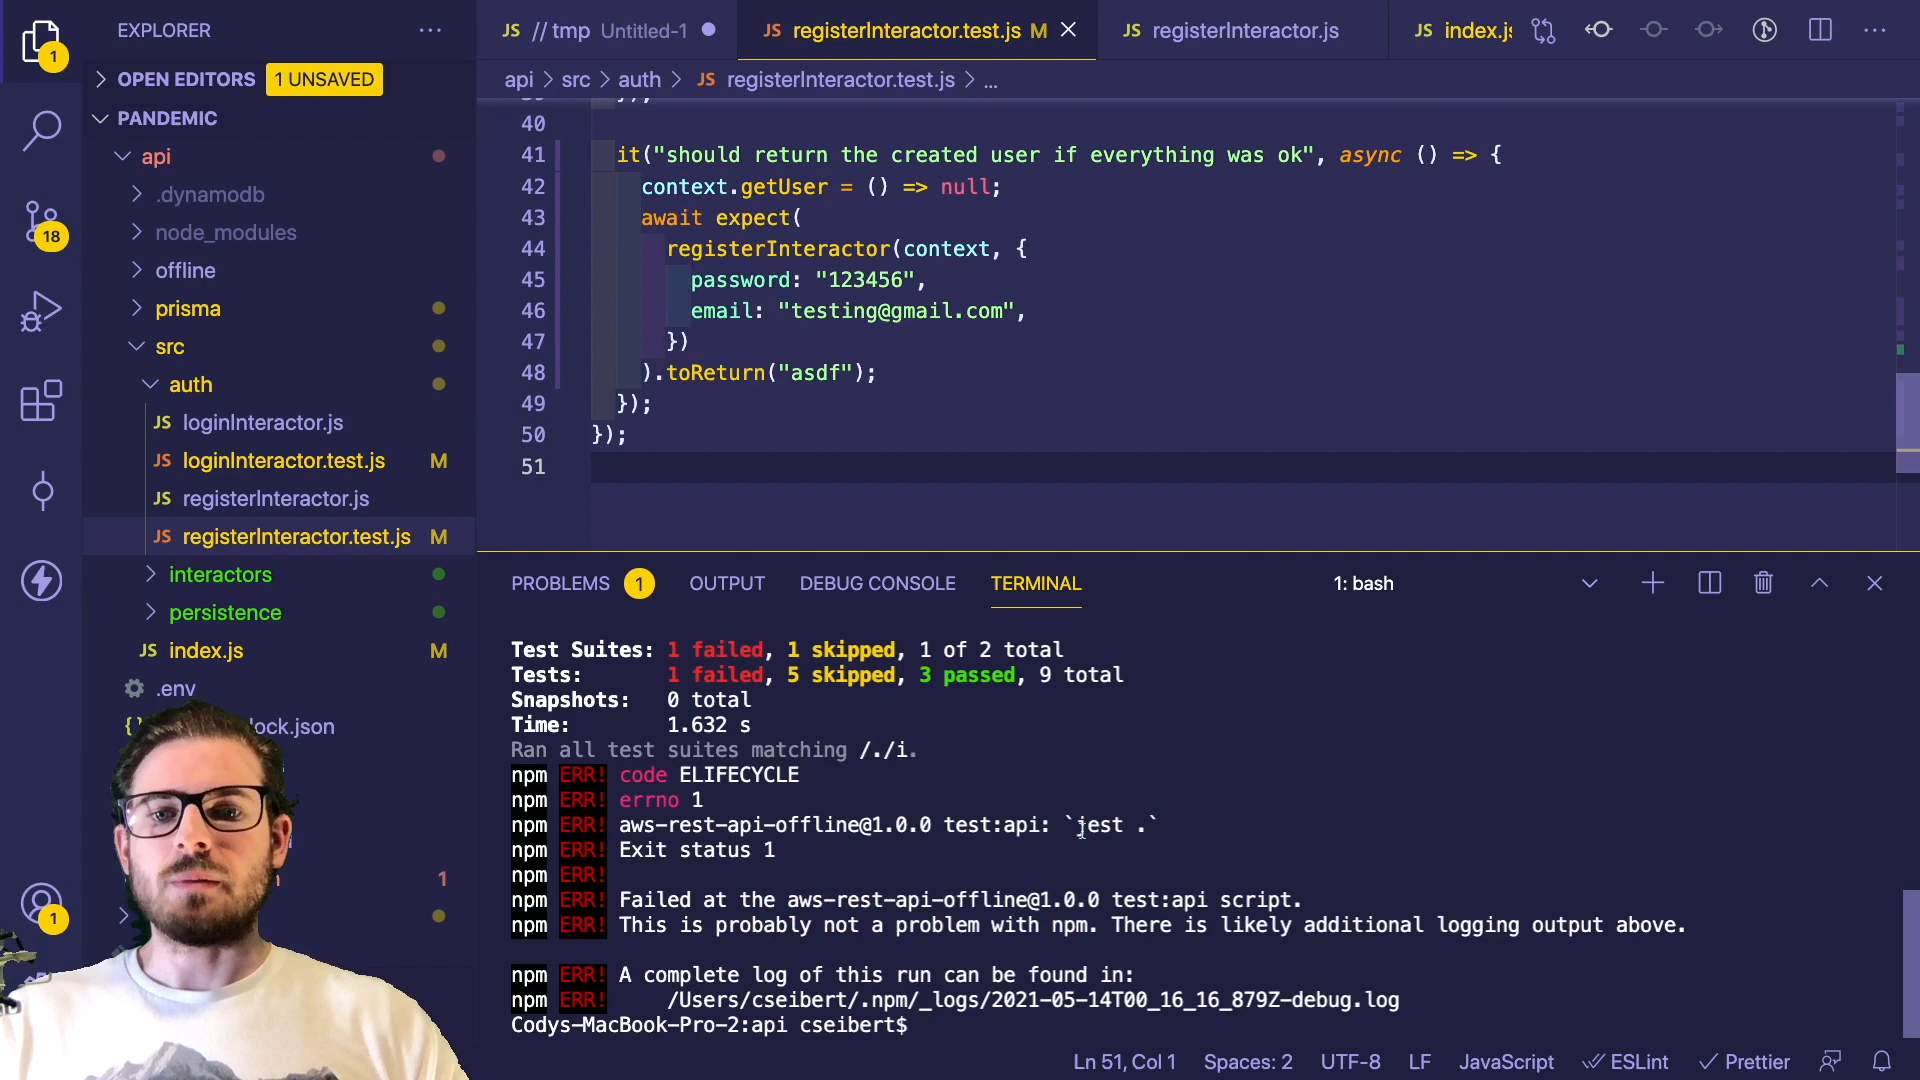 EXPLORER
OPEN EDITORS 1 UNSAVED
PANDEMIC
api
.dynamodb
node_modules
offline
prisma
src
auth
JS loginInteractor.js
JS loginInteractor.test.js M
JS registerInteractor.js
JS registerInteractor.test.js M
interactors
persistence
JS index.js M
.env
ock.json
1
1
18
1
JS // tmp Untitled-1
JS registerInteractor.test.js M
JS registerInteractor.js
JS index.js
api > src > auth > JS registerInteractor.test.js > ...
40
41 it("should return the created user if everything was ok", async () => {
42 context.getUser = () => null;
43 await expect(
44 registerInteractor(context, {
45 password: "123456",
46 email: "testing@gmail.com",
47 })
48 ).toReturn("asdf");
49 });
50 });
51
PROBLEMS 1 OUTPUT DEBUG CONSOLE TERMINAL 1: bash
Test Suites: 1 failed, 1 skipped, 1 of 2 total
Tests: 1 failed, 5 skipped, 3 passed, 9 total
Snapshots: 0 total
Time: 1.632 s
Ran all test suites matching /./i.
npm ERR! code ELIFECYCLE
npm ERR! errno 1
npm ERR! aws-rest-api-offline@1.0.0 test:api: `jest .`
npm ERR! Exit status 1
npm ERR!
npm ERR! Failed at the aws-rest-api-offline@1.0.0 test:api script.
npm ERR! This is probably not a problem with npm. There is likely additional logging output above.
npm ERR! A complete log of this run can be found in:
npm ERR! /Users/cseibert/.npm/_logs/2021-05-14T00_16_16_879Z-debug.log
Codys-MacBook-Pro-2:api cseibert$
Ln 51, Col 1 Spaces: 2 UTF-8 LF JavaScript ESLint Prettier